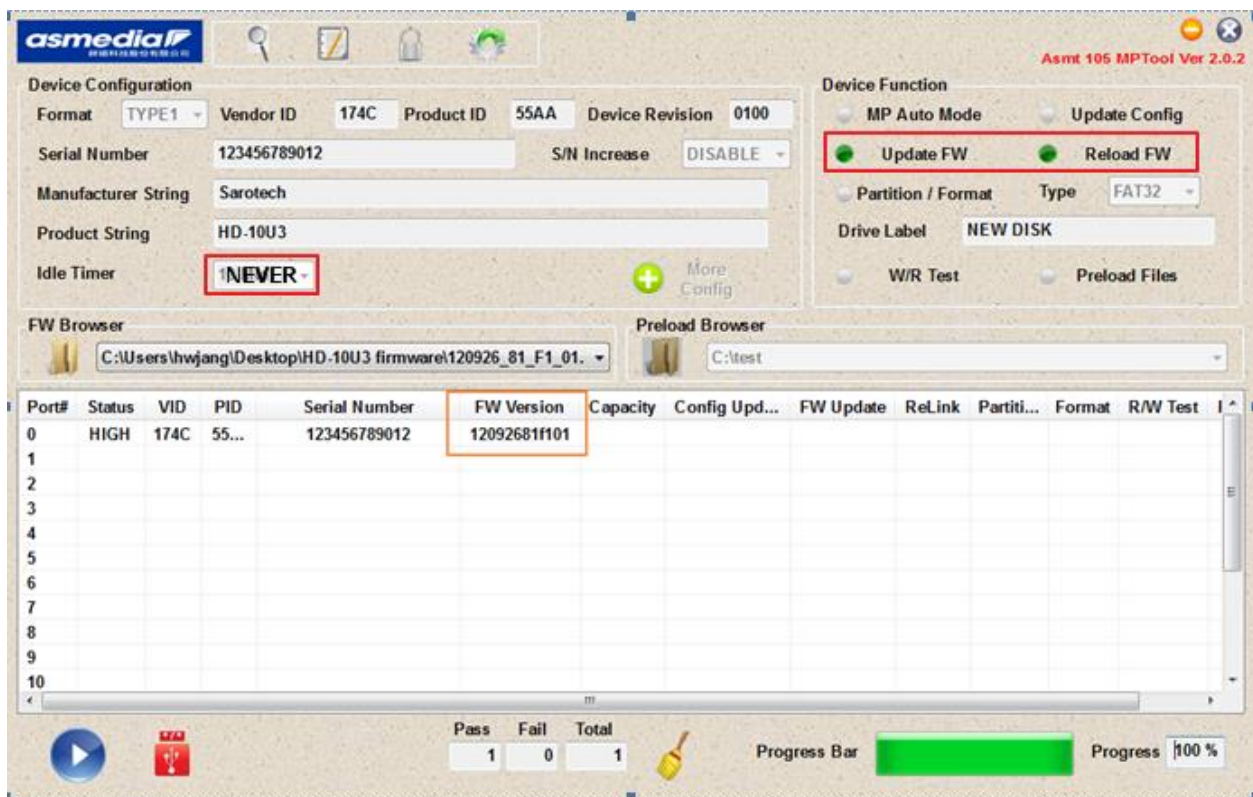 asmedia
Asmt 105 MPTool Ver 2.0.2
Device Configuration
Format TYPE1 Vendor ID 174C Product ID 55AA Device Revision 0100
Serial Number 123456789012 S/N Increase DISABLE
Manufacturer String Sarotech
Product String HD-10U3
Idle Timer NEVER More
Config
Device Function
MP Auto Mode Update Config
Update FW Reload FW
Partition / Format Type FAT32
Drive Label NEW DISK
W/R Test Preload Files
FW Browser
C:\Users\hwjang\Desktop\HD-10U3 firmware\120926_81_F1_01.
Preload Browser
C:\test
Port# Status VID PID Serial Number FW Version Capacity Config Upd... FW Update ReLink Partiti... Format R/W Test
0 HIGH 174C 55... 123456789012 12092681f101
1
2
3
4
5
6
7
8
9
10
Pass Fail Total
1 0 1 Progress Bar Progress 100 %